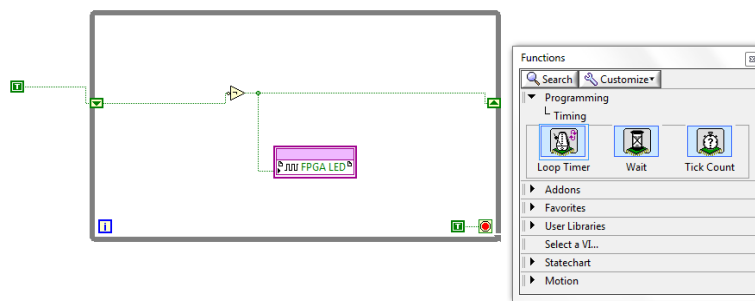 T
FPGA LED
i
T
Functions
Search
Customize
Programming
Timing
Loop Timer
Wait
Tick Count
Addons
Favorites
User Libraries
Select a VI...
Statechart
Motion